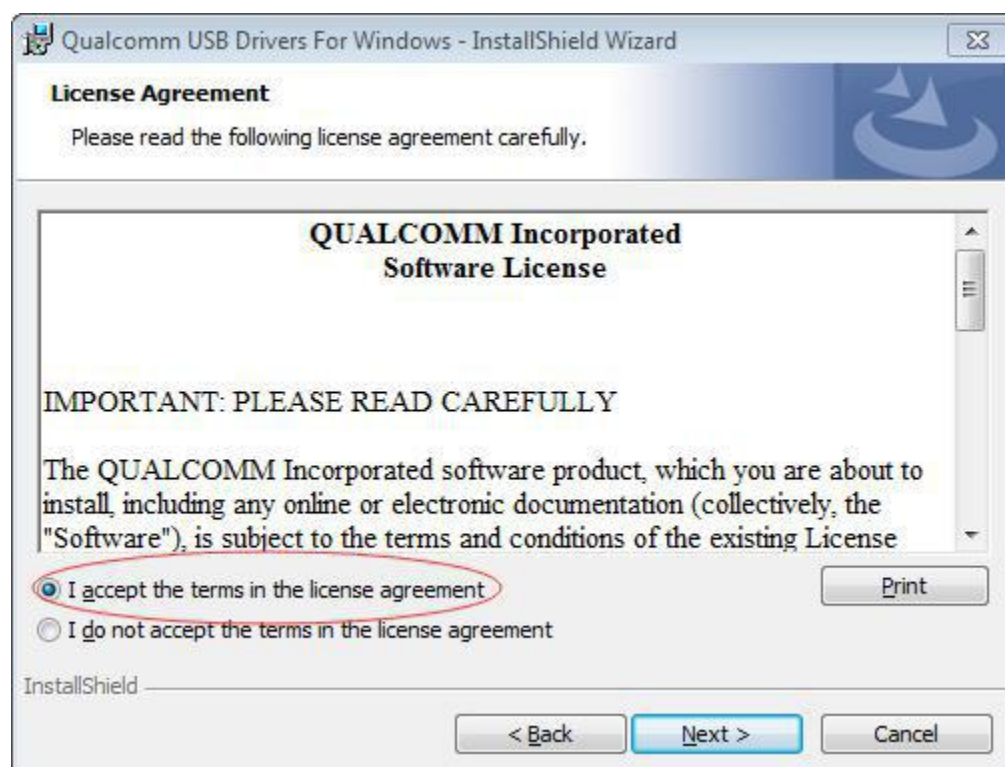 Qualcomm USB Drivers For Windows - InstallShield Wizard
License Agreement
Please read the following license agreement carefully.
QUALCOMM Incorporated
Software License
IMPORTANT: PLEASE READ CAREFULLY
The QUALCOMM Incorporated software product, which you are about to
install, including any online or electronic documentation (collectively, the
"Software"), is subject to the terms and conditions of the existing License
I accept the terms in the license agreement
Print
I do not accept the terms in the license agreement
InstallShield
< Back
Next >
Cancel